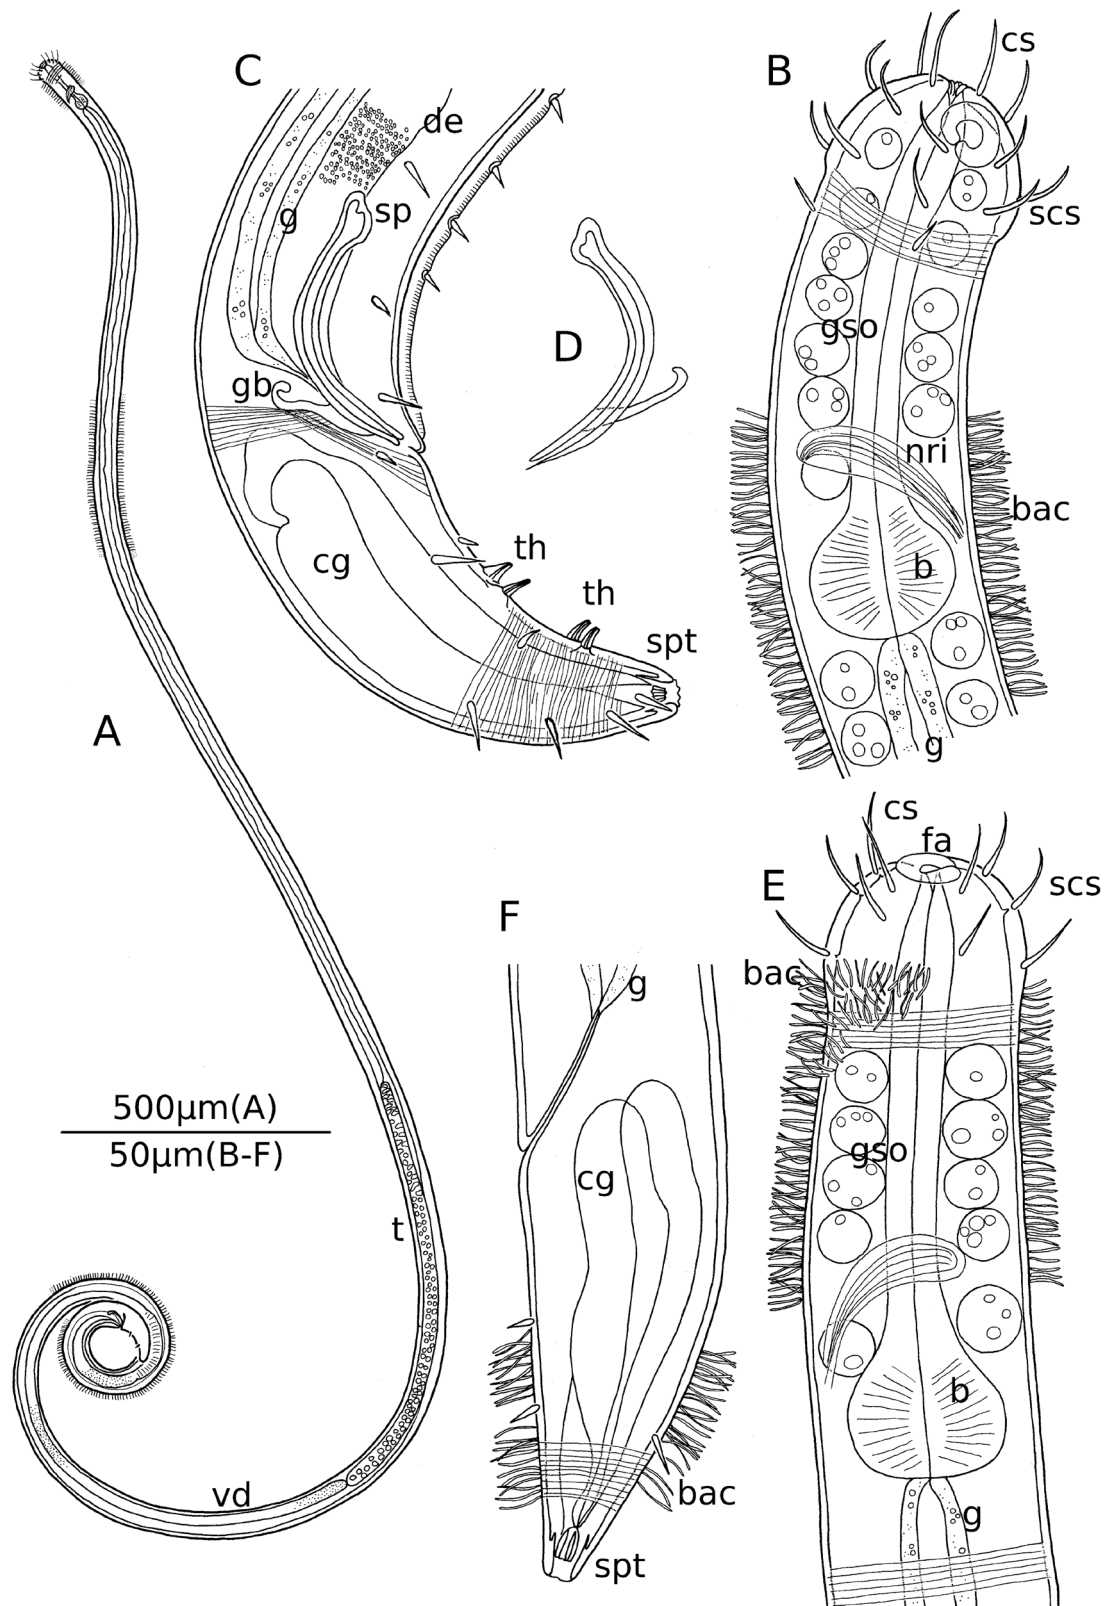 C
B
cs
de
g
sp
scs
D
gso
gb
nri
bac
cg
th
b
th
spt
A
g
cs
fa
E
scs
F
bac
g
500μm(A)
50μm(B-F)
gso
cg
t
b
vd
bac
g
spt